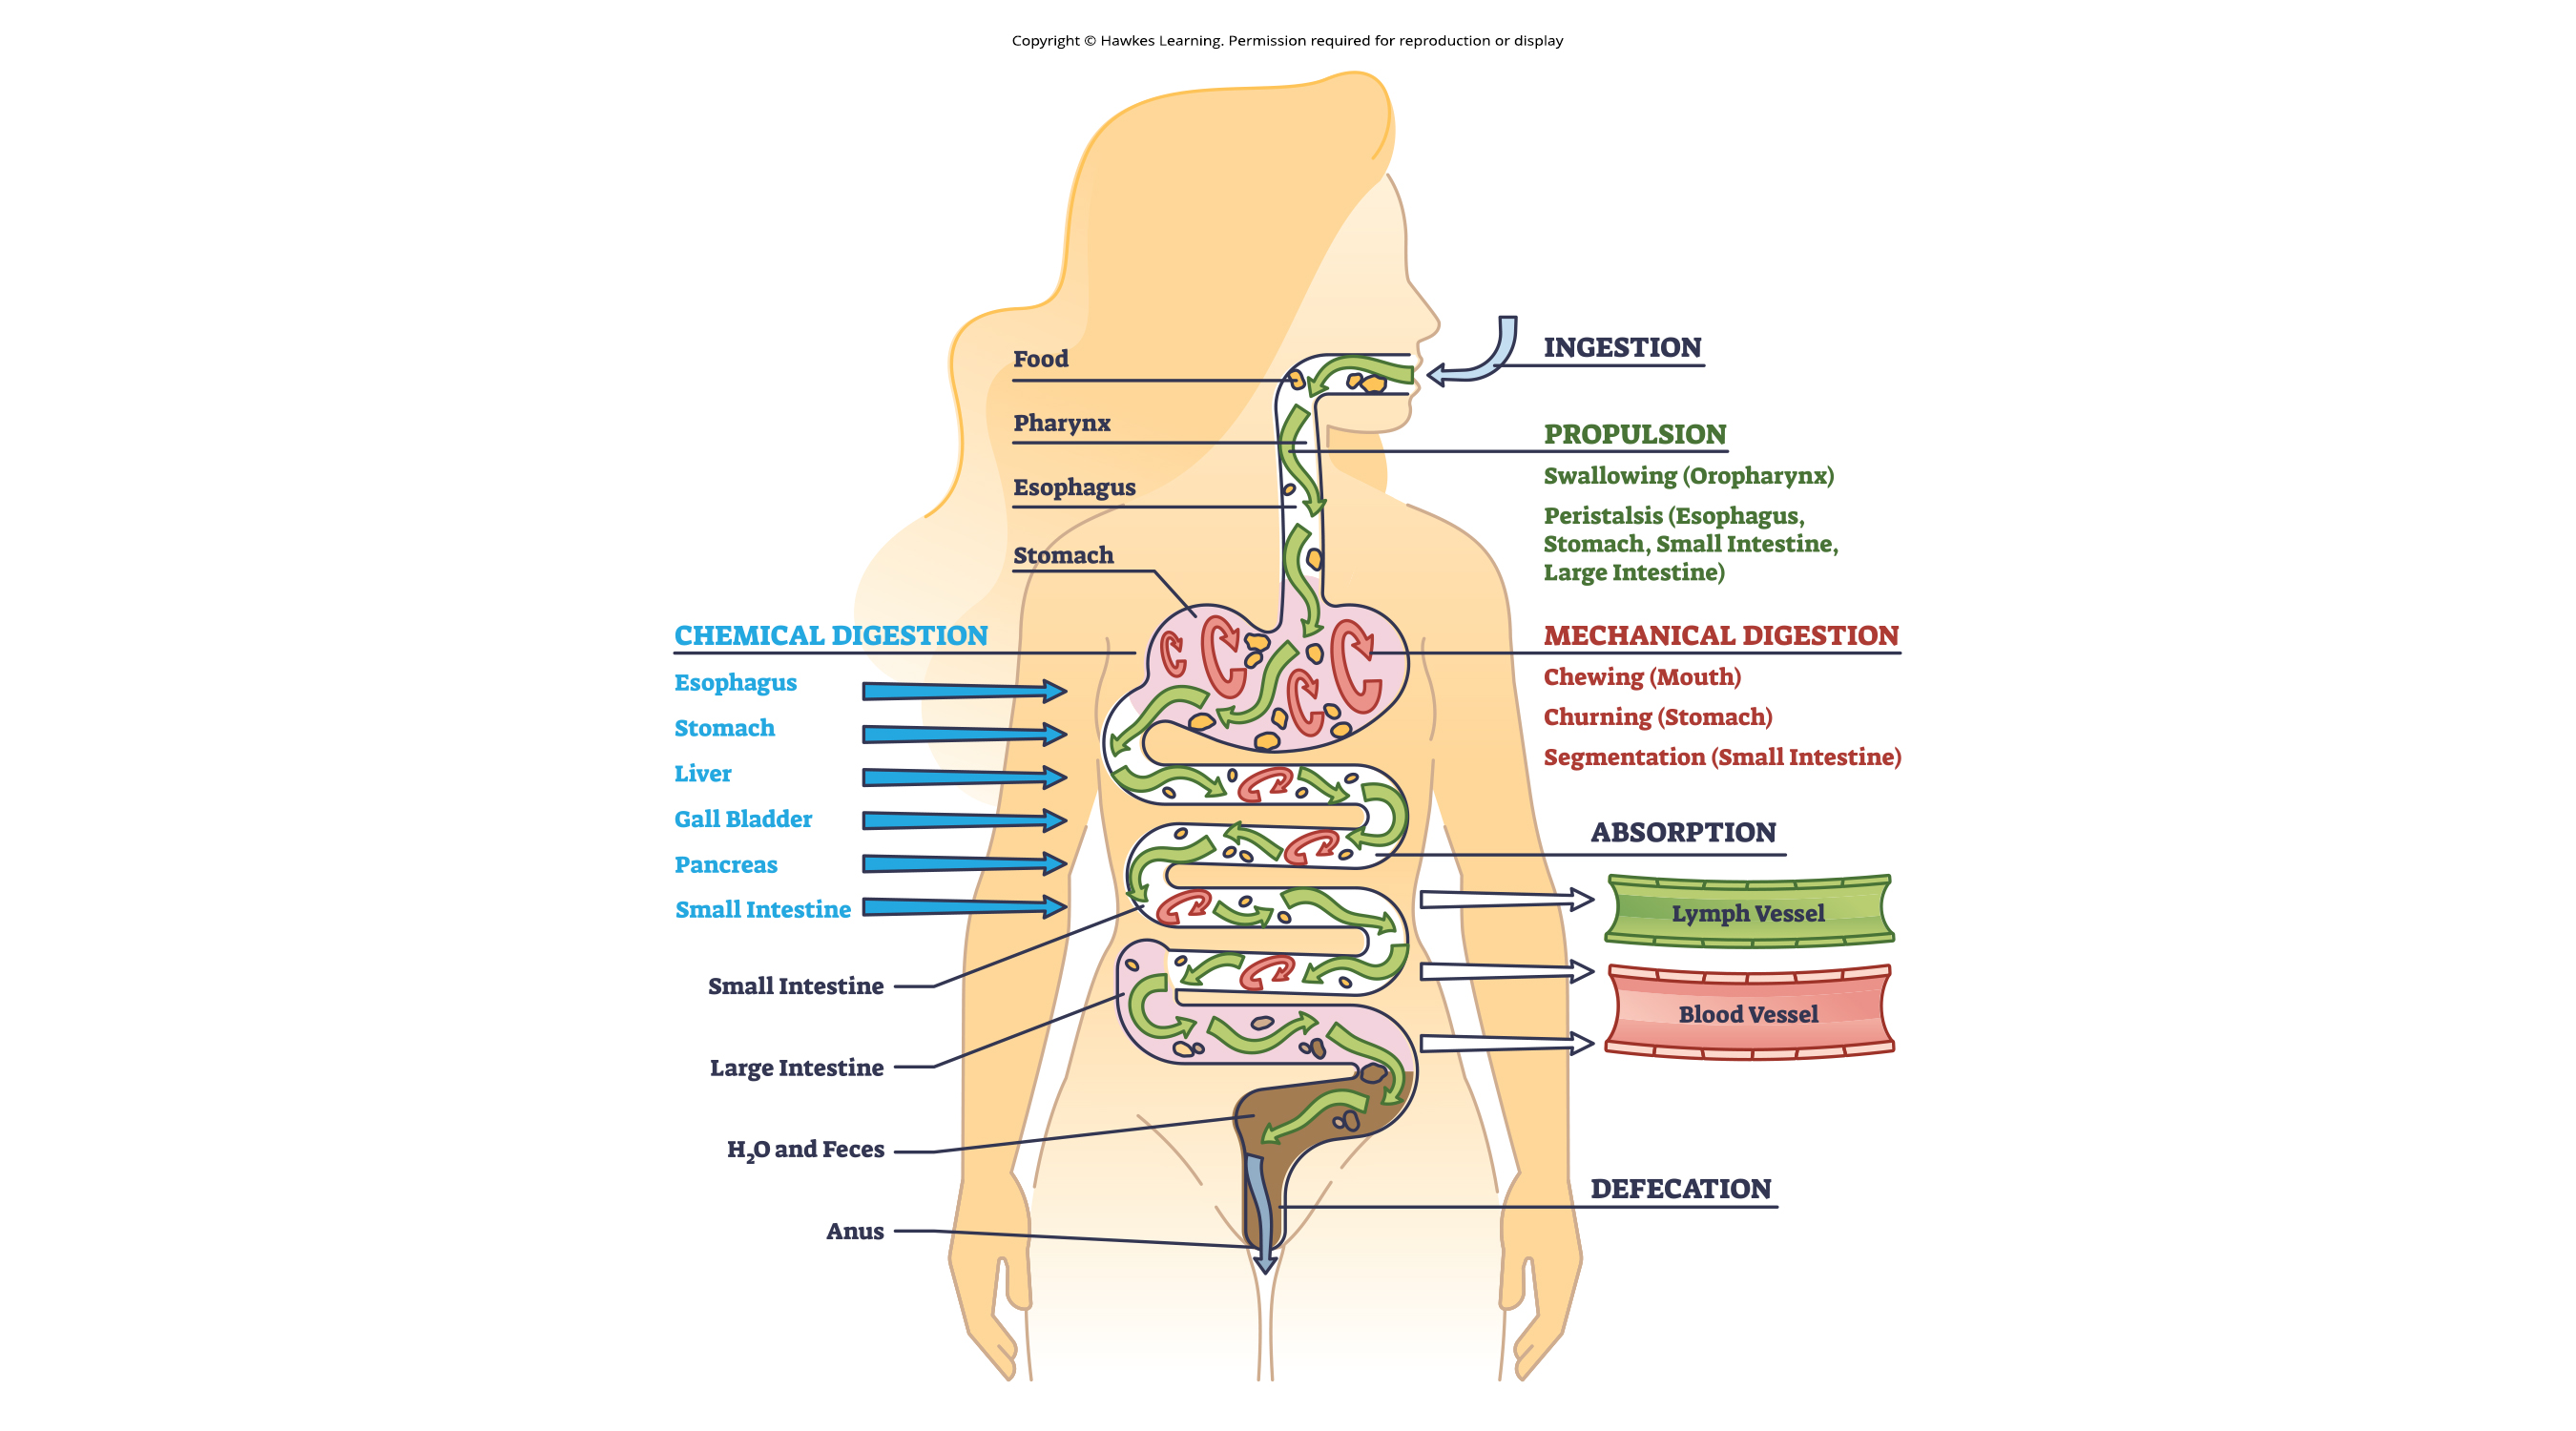 Copyright © Hawkes Learning. Permission required for reproduction or display
Food
Pharynx
Esophagus
Stomach
INGESTION
PROPULSION
Swallowing (Oropharynx)
Peristalsis (Esophagus,
Stomach, Small Intestine,
Large Intestine)
CHEMICAL DIGESTION
Esophagus
Stomach
Liver
Gall Bladder
Pancreas
Small Intestine
MECHANICAL DIGESTION
Chewing (Mouth)
Churning (Stomach)
Segmentation (Small Intestine)
ABSORPTION
Lymph Vessel
Blood Vessel
Small Intestine
Large Intestine
H₂O and Feces
Anus
DEFECATION